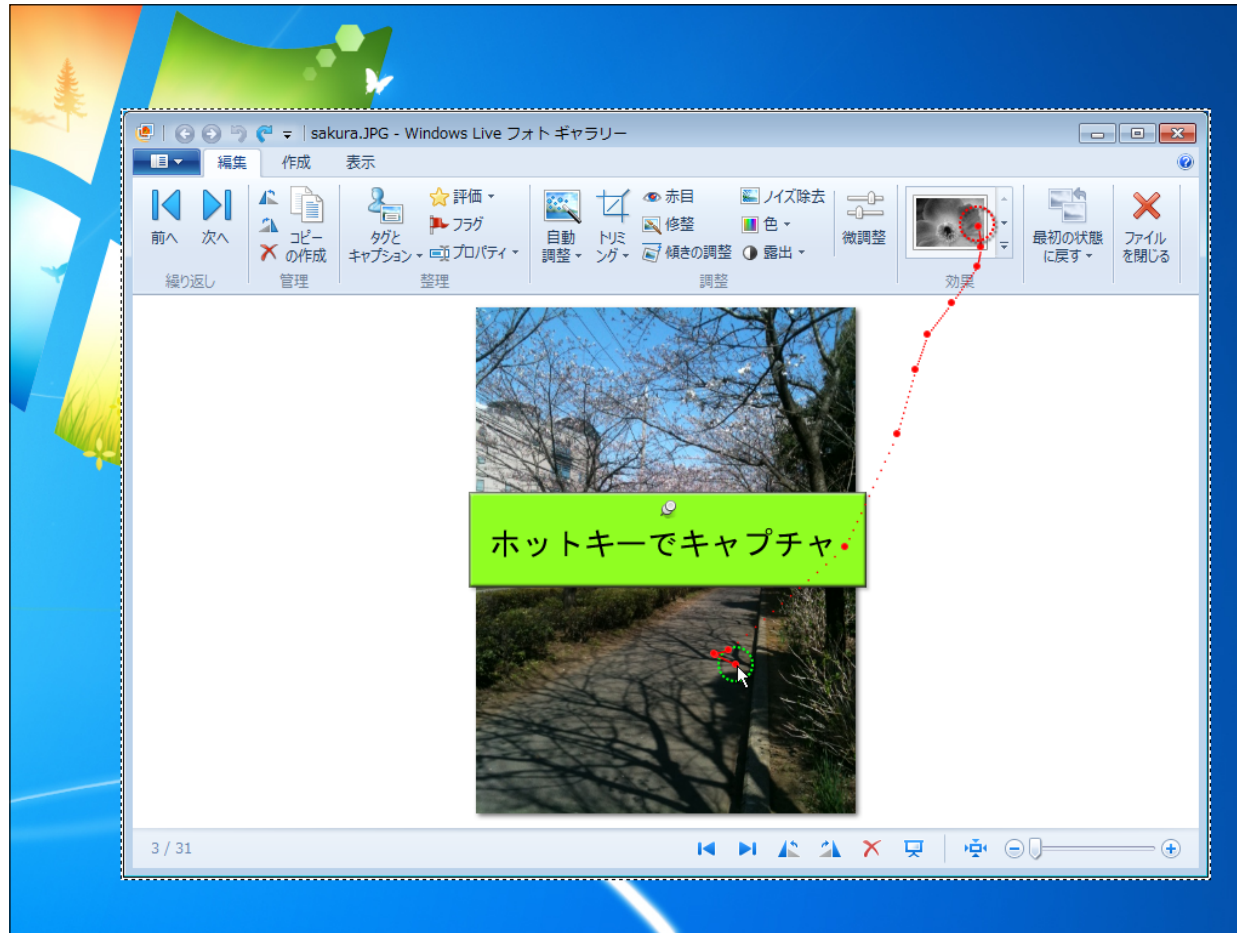 sakura.JPG - Windows Live フォト ギャラリー
編集 作成 表示
前へ 次へ
繰り返し
コピー
の作成
管理
タグと
キャプション
評価
フラグ
プロパティ
整理
自動
調整
トリミ
ング
赤目
修整
傾きの調整
ノイズ除去
色
露出
微調整
調整
効果
最初の状態
に戻す
ファイル
を閉じる
ホットキーでキャプチャ
3 / 31